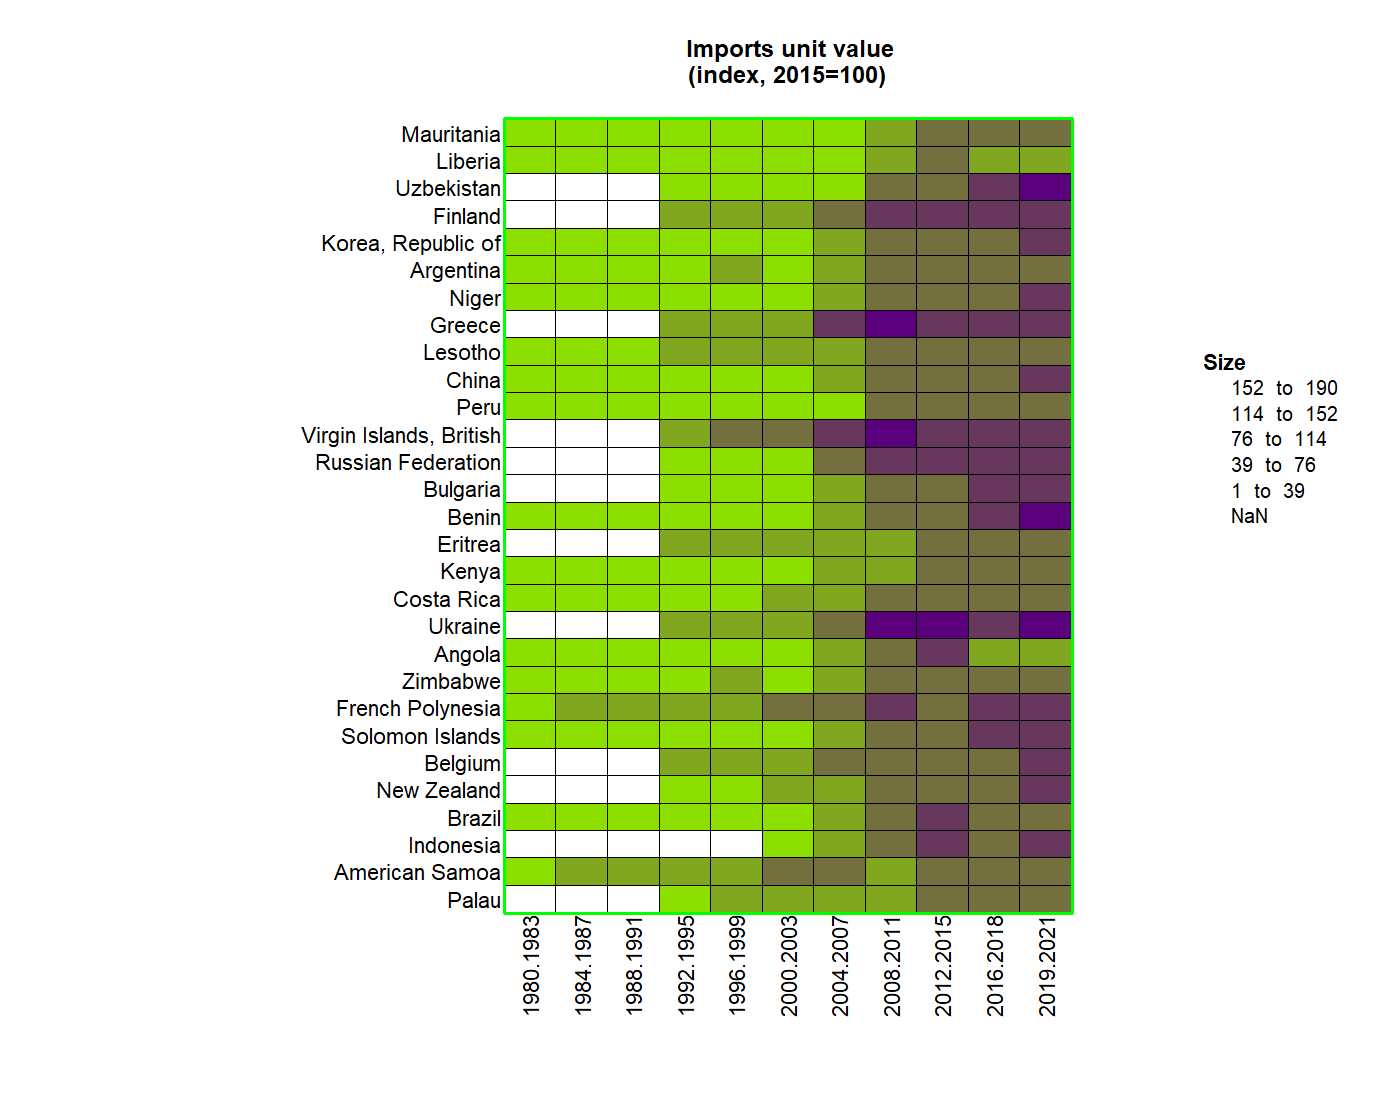 Imports unit value
(index, 2015=100)
Mauritania
Liberia
Uzbekistan
Finland
Korea, Republic of
Argentina
Niger
Greece
Lesotho
China
Peru
Virgin Islands, British
Russian Federation
Bulgaria
Benin
Eritrea
Kenya
Costa Rica
Ukraine
Angola
Zimbabwe
French Polynesia
Solomon Islands
Belgium
New Zealand
Brazil
Indonesia
American Samoa
Palau
1980.1983
1984.1987
1988.1991
1992.1995
1996.1999
2000.2003
2004.2007
2008.2011
2012.2015
2016.2018
2019.2021
Size
152 to 190
114 to 152
76 to 114
39 to 76
1 to 39
NaN